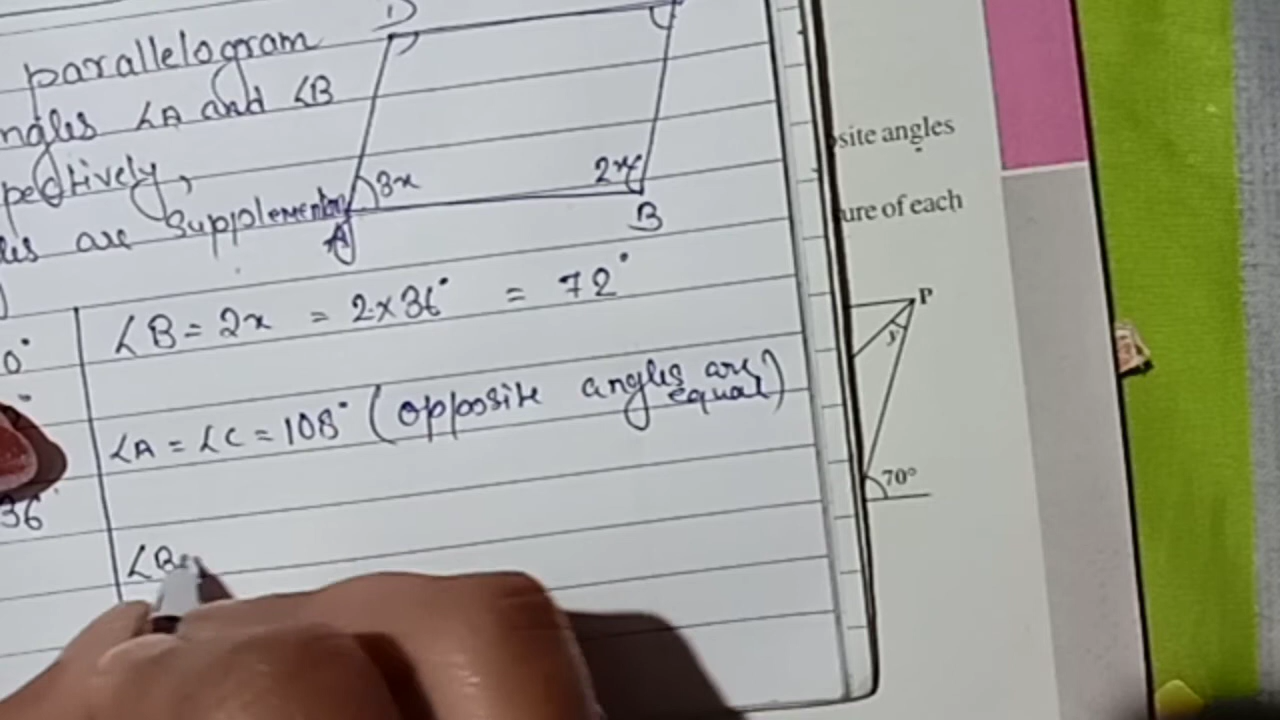 D
parallelogram
ngles ∠A and ∠B
pectively,
les are Supplementary
3x
2x
A
B
∠B = 2x = 2×36° = 72°
0°
∠A = ∠C = 108° (opposite angles are equal)
36°
∠B=
site angles
ure of each
P
y
70°